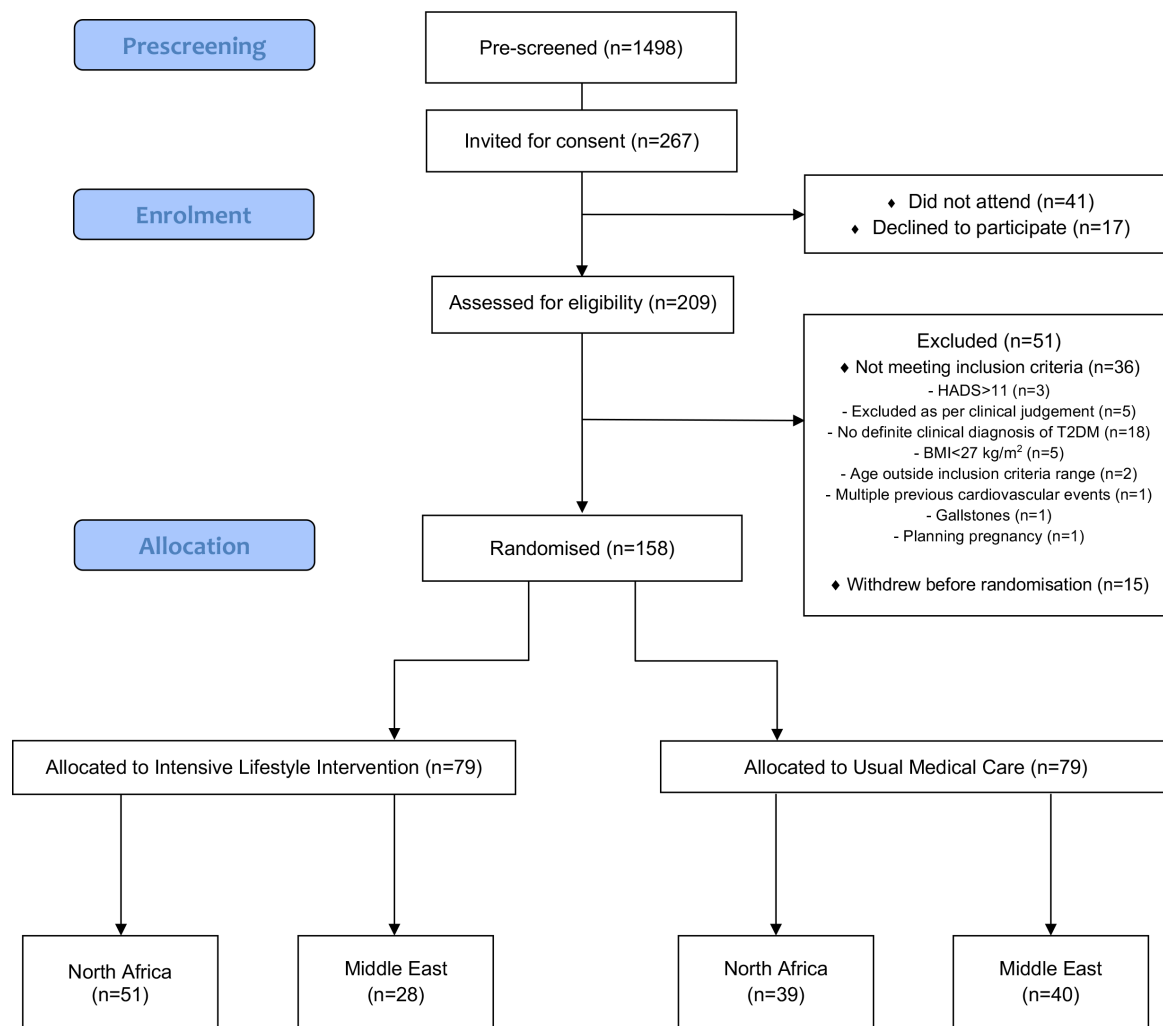 Prescreening
Pre-screened (n=1498)
Invited for consent (n=267)
Enrolment
♦ Did not attend (n=41)
♦ Declined to participate (n=17)
Assessed for eligibility (n=209)
Excluded (n=51)
♦ Not meeting inclusion criteria (n=36)
- HADS>11 (n=3)
- Excluded as per clinical judgement (n=5)
- No definite clinical diagnosis of T2DM (n=18)
- BMI<27 kg/m² (n=5)
- Age outside inclusion criteria range (n=2)
- Multiple previous cardiovascular events (n=1)
- Gallstones (n=1)
- Planning pregnancy (n=1)
♦ Withdrew before randomisation (n=15)
Allocation
Randomised (n=158)
Allocated to Intensive Lifestyle Intervention (n=79)
Allocated to Usual Medical Care (n=79)
North Africa
(n=51)
Middle East
(n=28)
North Africa
(n=39)
Middle East
(n=40)